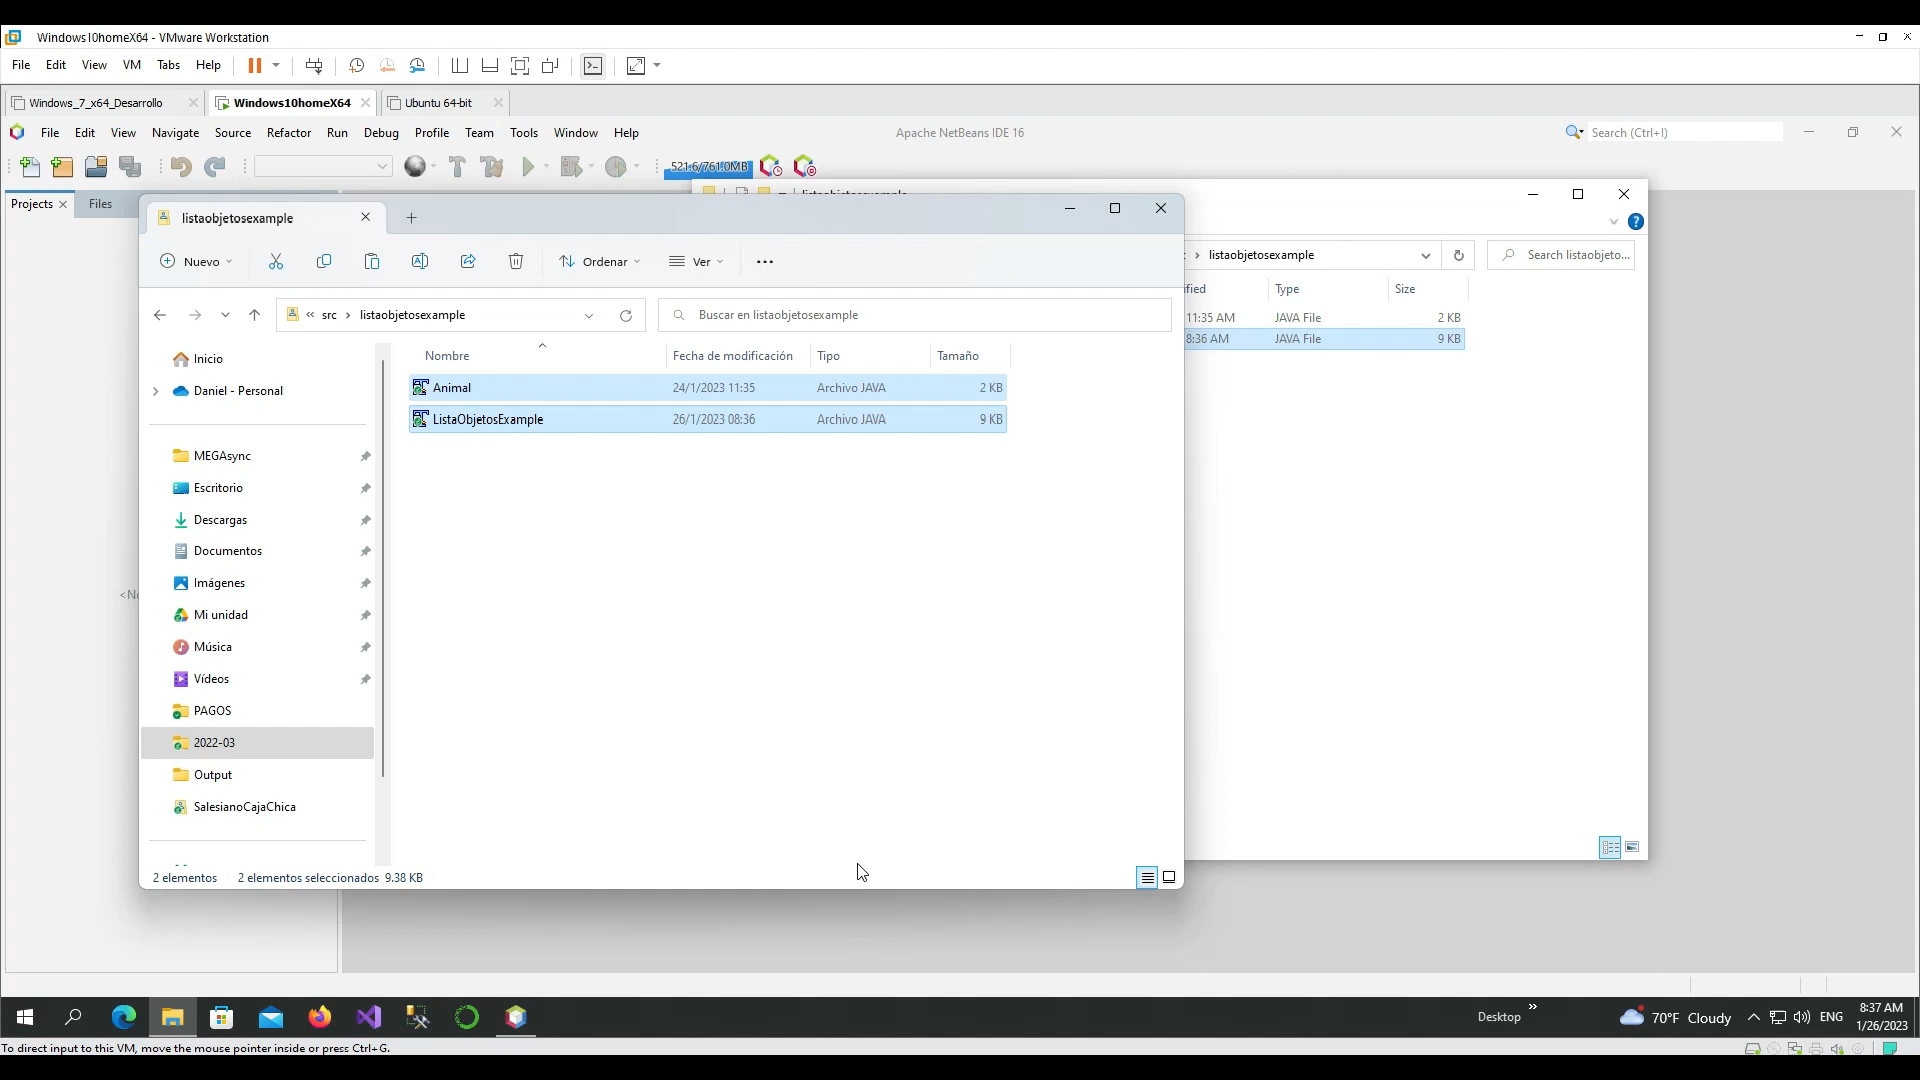 Windows10homeX64 - VMware Workstation
File Edit View VM Tabs Help
Windows_7_x64_Desarrollo Windows10homeX64 Ubuntu 64-bit
File Edit View Navigate Source Refactor Run Debug Profile Team Tools Window Help Apache NetBeans IDE 16 Search (Ctrl+I)
521.6/761.0MB
Projects Files
listaobjetosexample
Nuevo Ordenar Ver
src > listaobjetosexample Buscar en listaobjetosexample
listaobjetosexample Search listaobjeto...
Type Size
11:35 AM JAVA File 2 KB
8:36 AM JAVA File 9 KB
Nombre Fecha de modificación Tipo Tamaño
Animal 24/1/2023 11:35 Archivo JAVA 2 KB
ListaObjetosExample 26/1/2023 08:36 Archivo JAVA 9 KB
Inicio
Daniel - Personal
MEGAsync
Escritorio
Descargas
Documentos
Imágenes
Mi unidad
Música
Vídeos
PAGOS
2022-03
Output
SalesianoCajaChica
2 elementos 2 elementos seleccionados 9.38 KB
Desktop 70°F Cloudy ENG 8:37 AM
1/26/2023
To direct input to this VM, move the mouse pointer inside or press Ctrl+G.